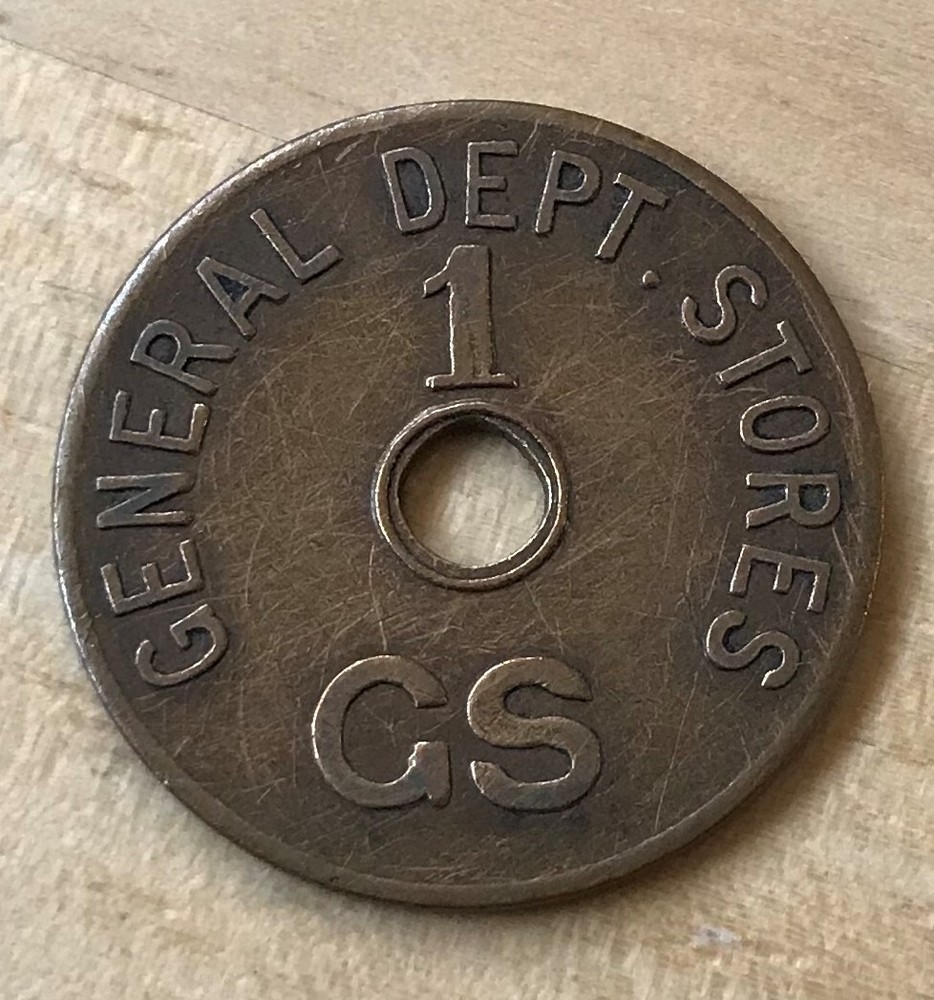 GENERAL DEPT. STORES
1
GS